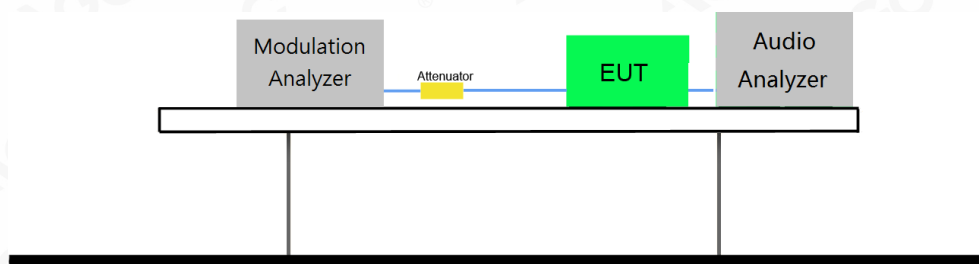 Modulation
Analyzer
Attenuator
EUT
Audio
Analyzer